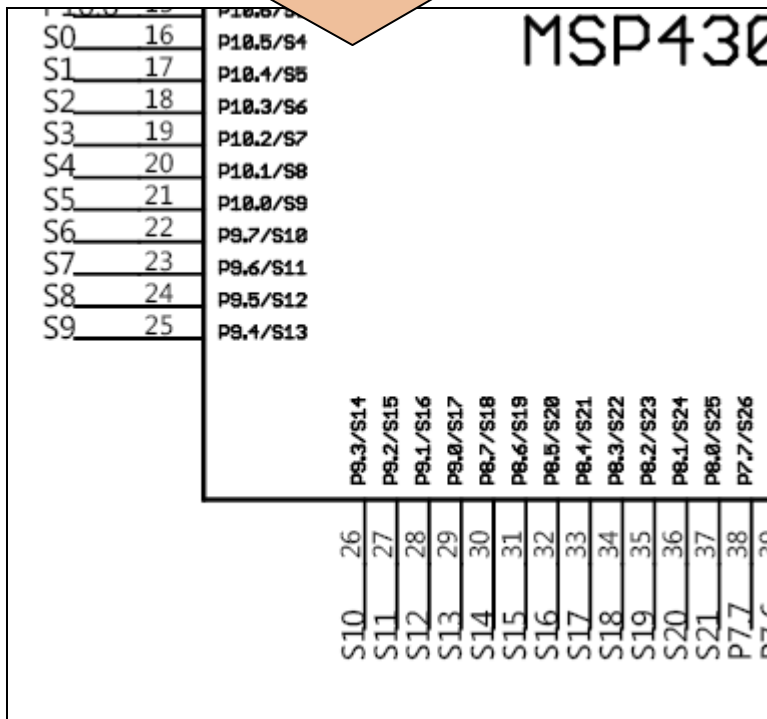 MSP430
S0 16 P10.5/S4
S1 17 P10.4/S5
S2 18 P10.3/S6
S3 19 P10.2/S7
S4 20 P10.1/S8
S5 21 P10.0/S9
S6 22 P9.7/S10
S7 23 P9.6/S11
S8 24 P9.5/S12
S9 25 P9.4/S13
P9.3/S14 26 S10
P9.2/S15 27 S11
P9.1/S16 28 S12
P9.0/S17 29 S13
P8.7/S18 30 S14
P8.6/S19 31 S15
P8.5/S20 32 S16
P8.4/S21 33 S17
P8.3/S22 34 S18
P8.2/S23 35 S19
P8.1/S24 36 S20
P8.0/S25 37 S21
P7.7/S26 38 P7.7